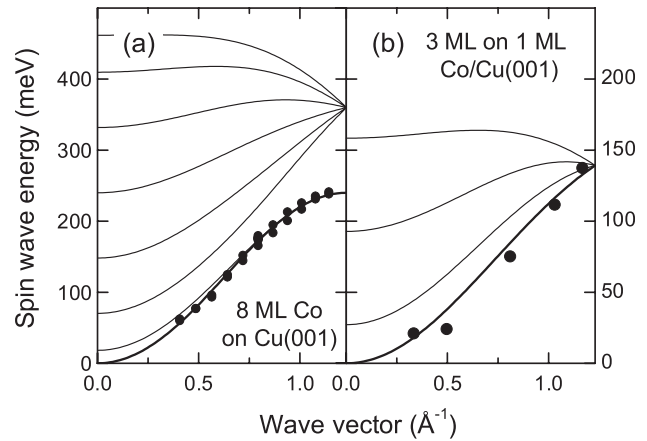 (a)
(b)
3 ML on 1 ML
Co/Cu(001)
8 ML Co
on Cu(001)
Spin wave energy (meV)
400
300
200
100
0
200
150
100
50
0
0.0 0.5 1.0 0.0 0.5 1.0
Wave vector (Å⁻¹)